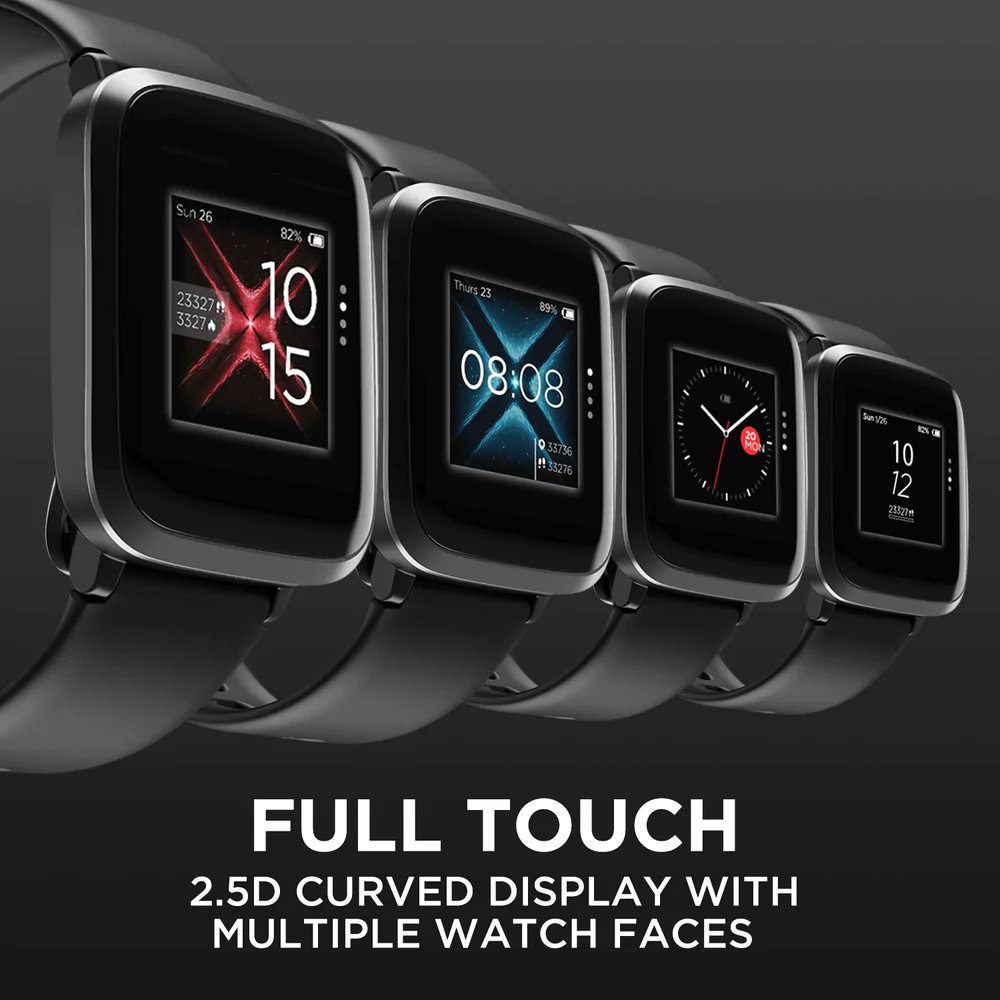 Sun 26
82%
10
23327
3327
15
Thurs 23
89%
08:08
33736
33276
20
MON
Sun 1/26
82%
10
12
23327
FULL TOUCH
2.5D CURVED DISPLAY WITH
MULTIPLE WATCH FACES